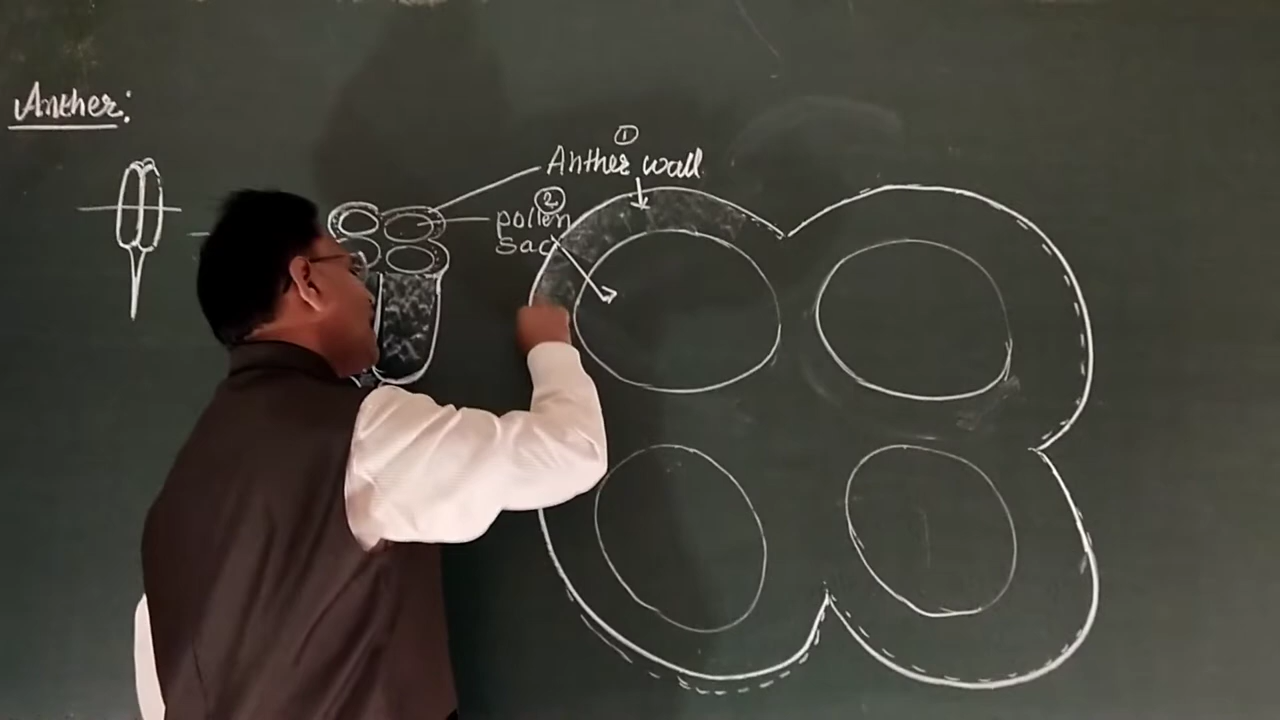 Anther:
①
Anther wall
②
pollen
sac